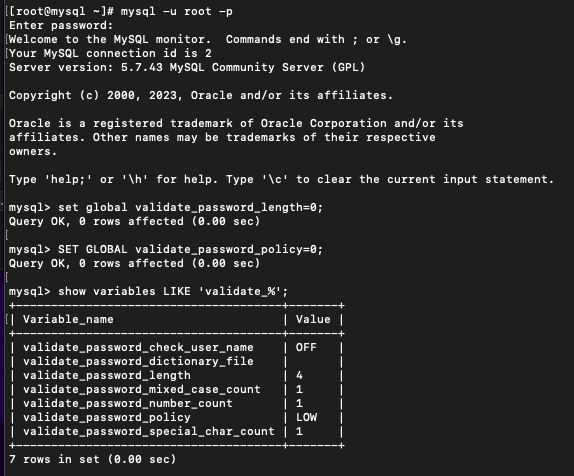 [[root@mysql ~]# mysql -u root -p
Enter password:
[Welcome to the MySQL monitor.  Commands end with ; or \g.
[Your MySQL connection id is 2
Server version: 5.7.43 MySQL Community Server (GPL)
Copyright (c) 2000, 2023, Oracle and/or its affiliates.
Oracle is a registered trademark of Oracle Corporation and/or its
affiliates. Other names may be trademarks of their respective
owners.
Type 'help;' or '\h' for help. Type '\c' to clear the current input statement.
mysql> set global validate_password_length=0;
Query OK, 0 rows affected (0.00 sec)
[
mysql> SET GLOBAL validate_password_policy=0;
Query OK, 0 rows affected (0.00 sec)
[
mysql> show variables LIKE 'validate_%';
+--------------------------------------+-------+
[| Variable_name                        | Value |
+--------------------------------------+-------+
| validate_password_check_user_name    | OFF   |
| validate_password_dictionary_file    |       |
| validate_password_length             | 4     |
| validate_password_mixed_case_count   | 1     |
| validate_password_number_count       | 1     |
| validate_password_policy             | LOW   |
| validate_password_special_char_count | 1     |
+--------------------------------------+-------+
7 rows in set (0.00 sec)